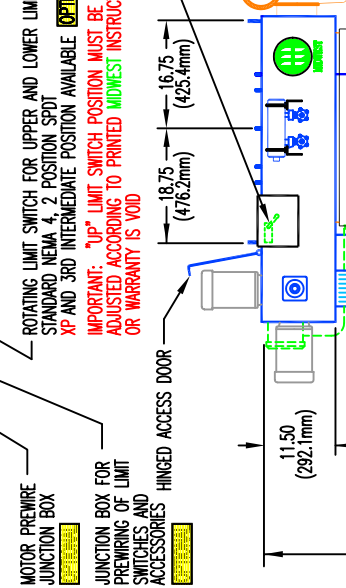 ROTATING LIMIT SWITCH FOR UPPER AND LOWER LIM
STANDARD NEMA 4, 2 POSITION SPDT
XP AND 3RD INTERMEDIATE POSITION AVAILABLE OPTI
IMPORTANT: "UP" LIMIT SWITCH POSITION MUST BE
ADJUSTED ACCORDING TO PRINTED MIDWEST INSTRUC
OR WARRANTY IS VOID
MOTOR PREWIRE
JUNCTION BOX
JUNCTION BOX FOR
PREWIRING OF LIMIT
SWITCHES AND
ACCESSORIES
HINGED ACCESS DOOR
18.75
(476.2mm)
16.75
(425.4mm)
11.50
(292.1mm)
MIDWEST